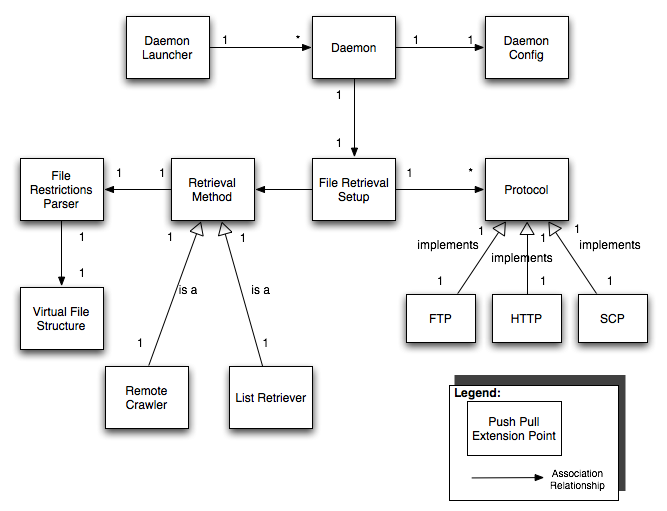 Daemon
Launcher
1
*
Daemon
1
1
Daemon
Config
1
1
File
Restrictions
Parser
1
1
Retrieval
Method
File Retrieval
Setup
1
*
Protocol
1
1
1
1
1
1
1
implements
implements
implements
1
1
Virtual File
Structure
is a
is a
1
1
1
1
1
FTP
HTTP
SCP
Remote
Crawler
List Retriever
Legend:
Push Pull
Extension Point
Association
Relationship